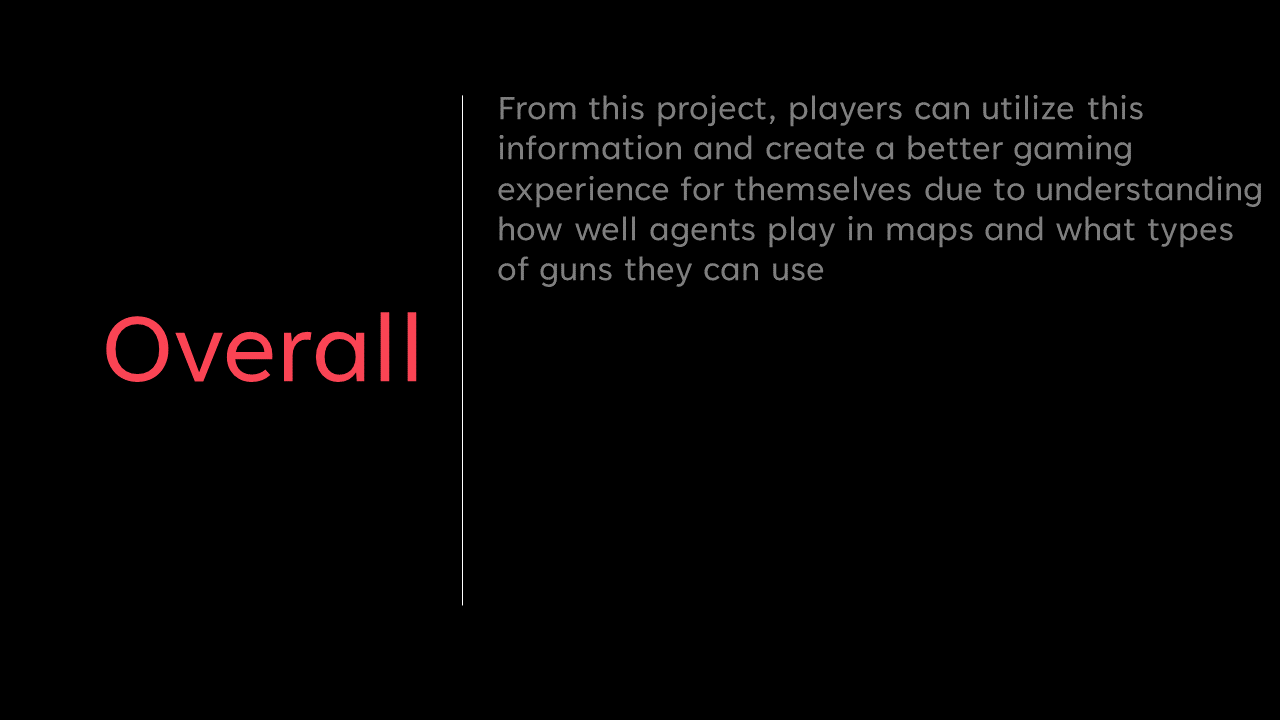 Overall
From this project, players can utilize this
information and create a better gaming
experience for themselves due to understanding
how well agents play in maps and what types
of guns they can use